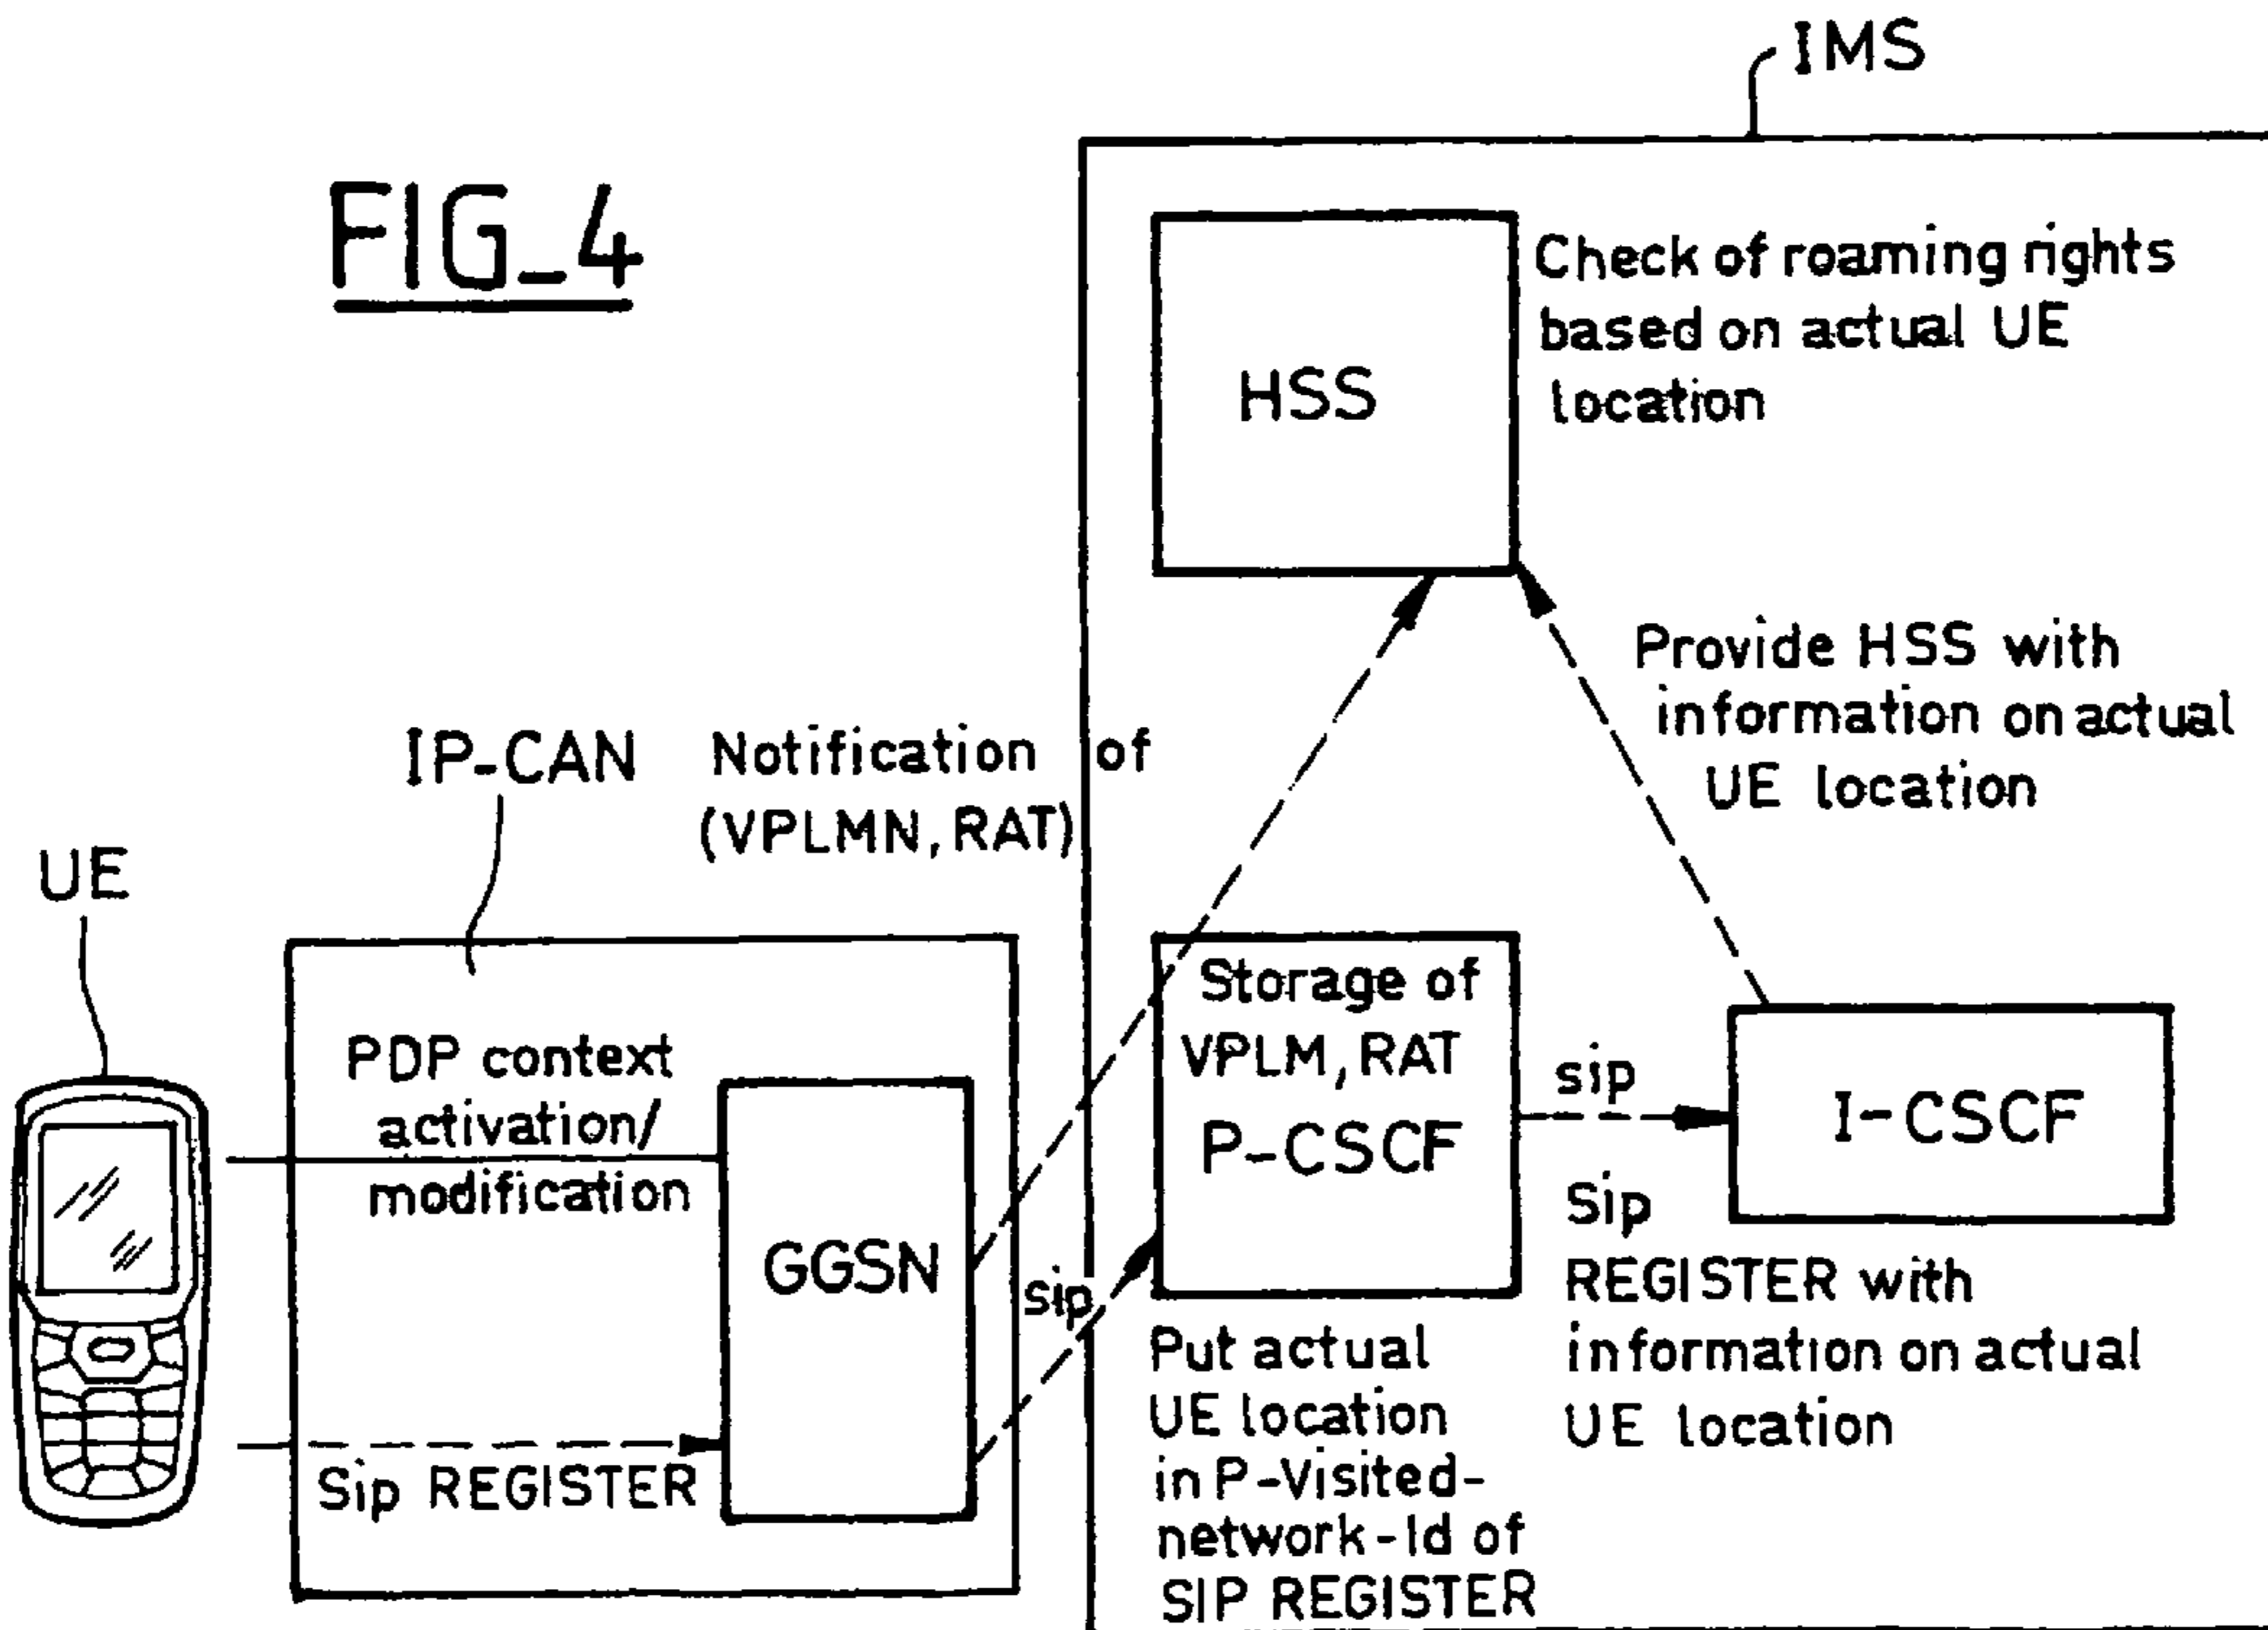 IMS
FIG_4
HSS
Check of roaming rights
based on actual UE
location
Provide HSS with
information on actual
UE location
IP-CAN
Notification of
(VPLMN, RAT)
UE
PDP context
activation/
modification
GGSN
Sip REGISTER
sip
Storage of
VPLM, RAT
P-CSCF
sip
I-CSCF
Sip
REGISTER with
information on actual
UE location
Put actual
UE location
in P-Visited-
network-Id of
SIP REGISTER